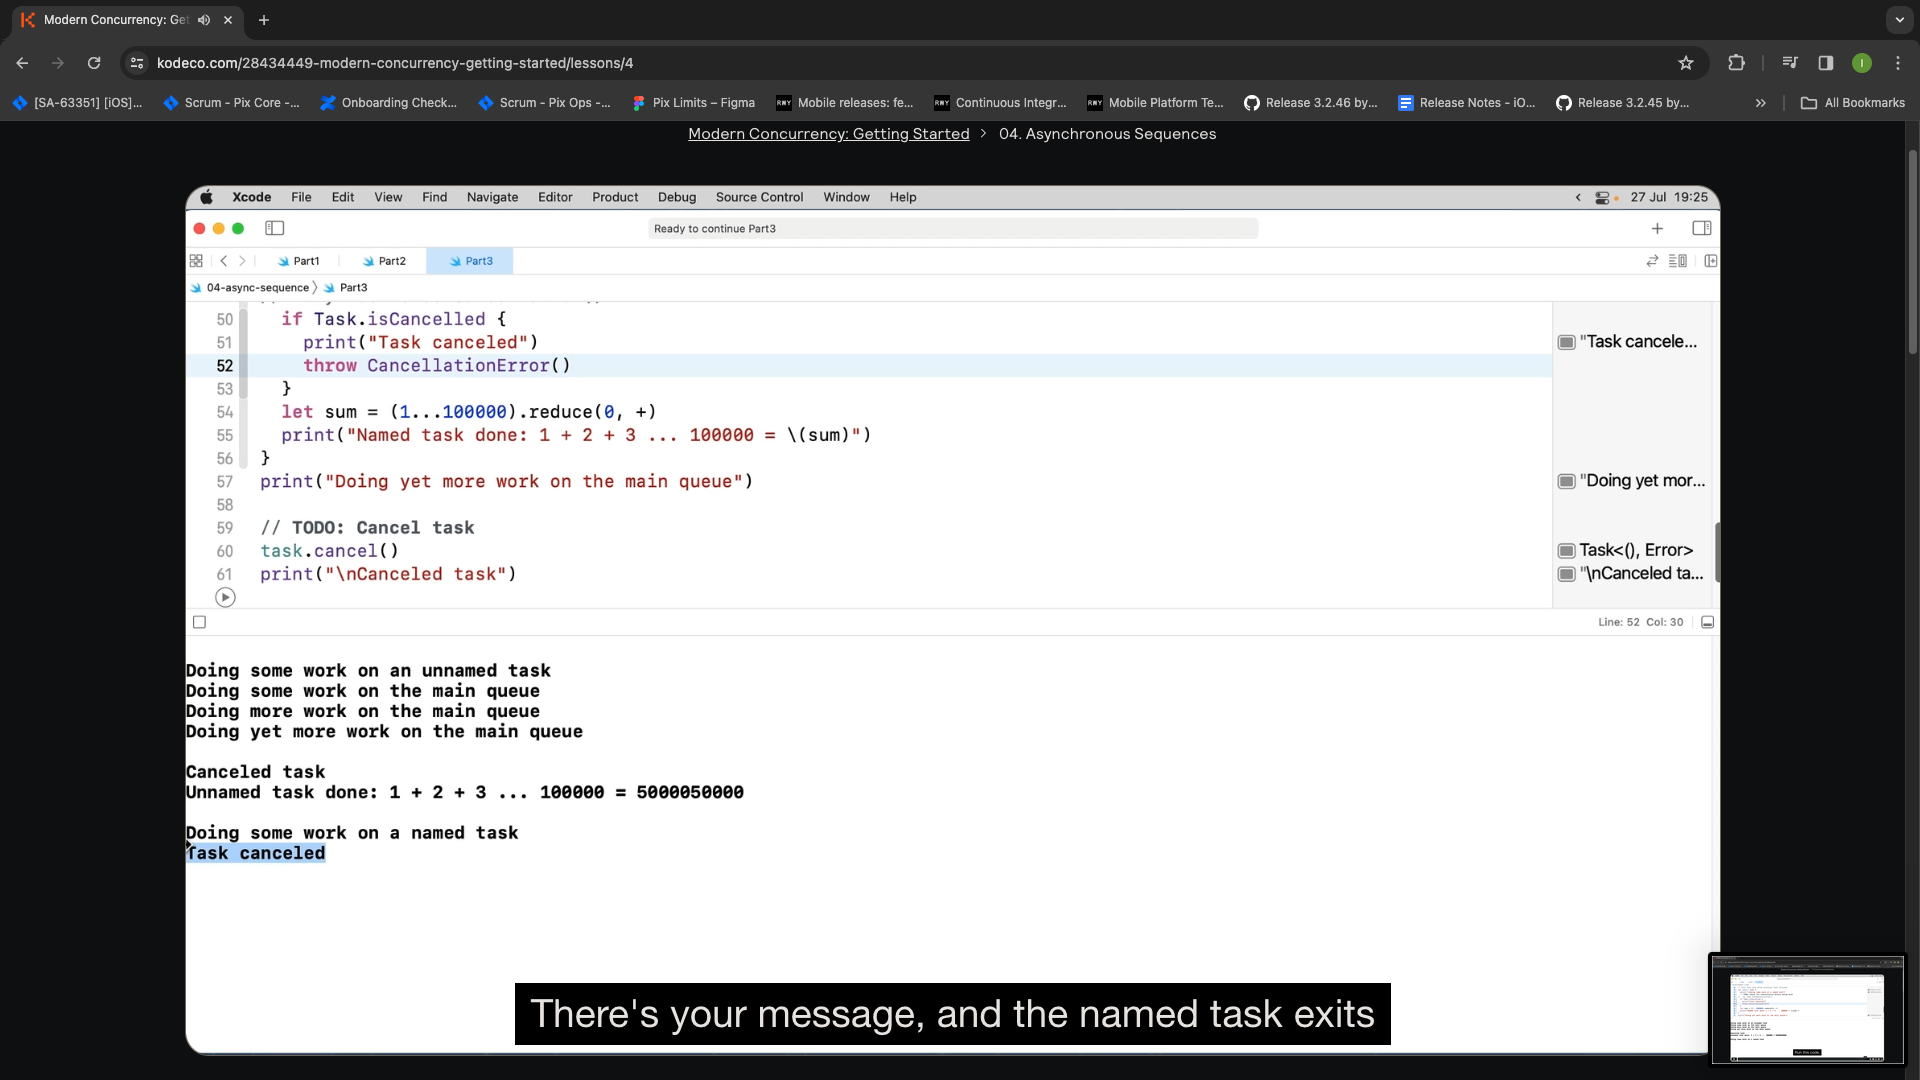 Modern Concurrency: Get
kodeco.com/28434449-modern-concurrency-getting-started/lessons/4
[SA-63351] [iOS]...
Scrum - Pix Core -...
Onboarding Check...
Scrum - Pix Ops -...
Pix Limits – Figma
Mobile releases: fe...
Continuous Integr...
Mobile Platform Te...
Release 3.2.46 by...
Release Notes - iO...
Release 3.2.45 by...
»
All Bookmarks
Modern Concurrency: Getting Started > 04. Asynchronous Sequences
Xcode File Edit View Find Navigate Editor Product Debug Source Control Window Help
27 Jul 19:25
Ready to continue Part3
Part1
Part2
Part3
04-async-sequence
Part3
50 if Task.isCancelled {
51 print("Task canceled") "Task cancele...
52 throw CancellationError()
53 }
54 let sum = (1...100000).reduce(0, +)
55 print("Named task done: 1 + 2 + 3 ... 100000 = \(sum)")
56 }
57 print("Doing yet more work on the main queue") "Doing yet mor...
58
59 // TODO: Cancel task
60 task.cancel() Task<(), Error>
61 print("\nCanceled task") "\nCanceled ta...
Line: 52 Col: 30
Doing some work on an unnamed task
Doing some work on the main queue
Doing more work on the main queue
Doing yet more work on the main queue
Canceled task
Unnamed task done: 1 + 2 + 3 ... 100000 = 5000050000
Doing some work on a named task
Task canceled
There's your message, and the named task exits